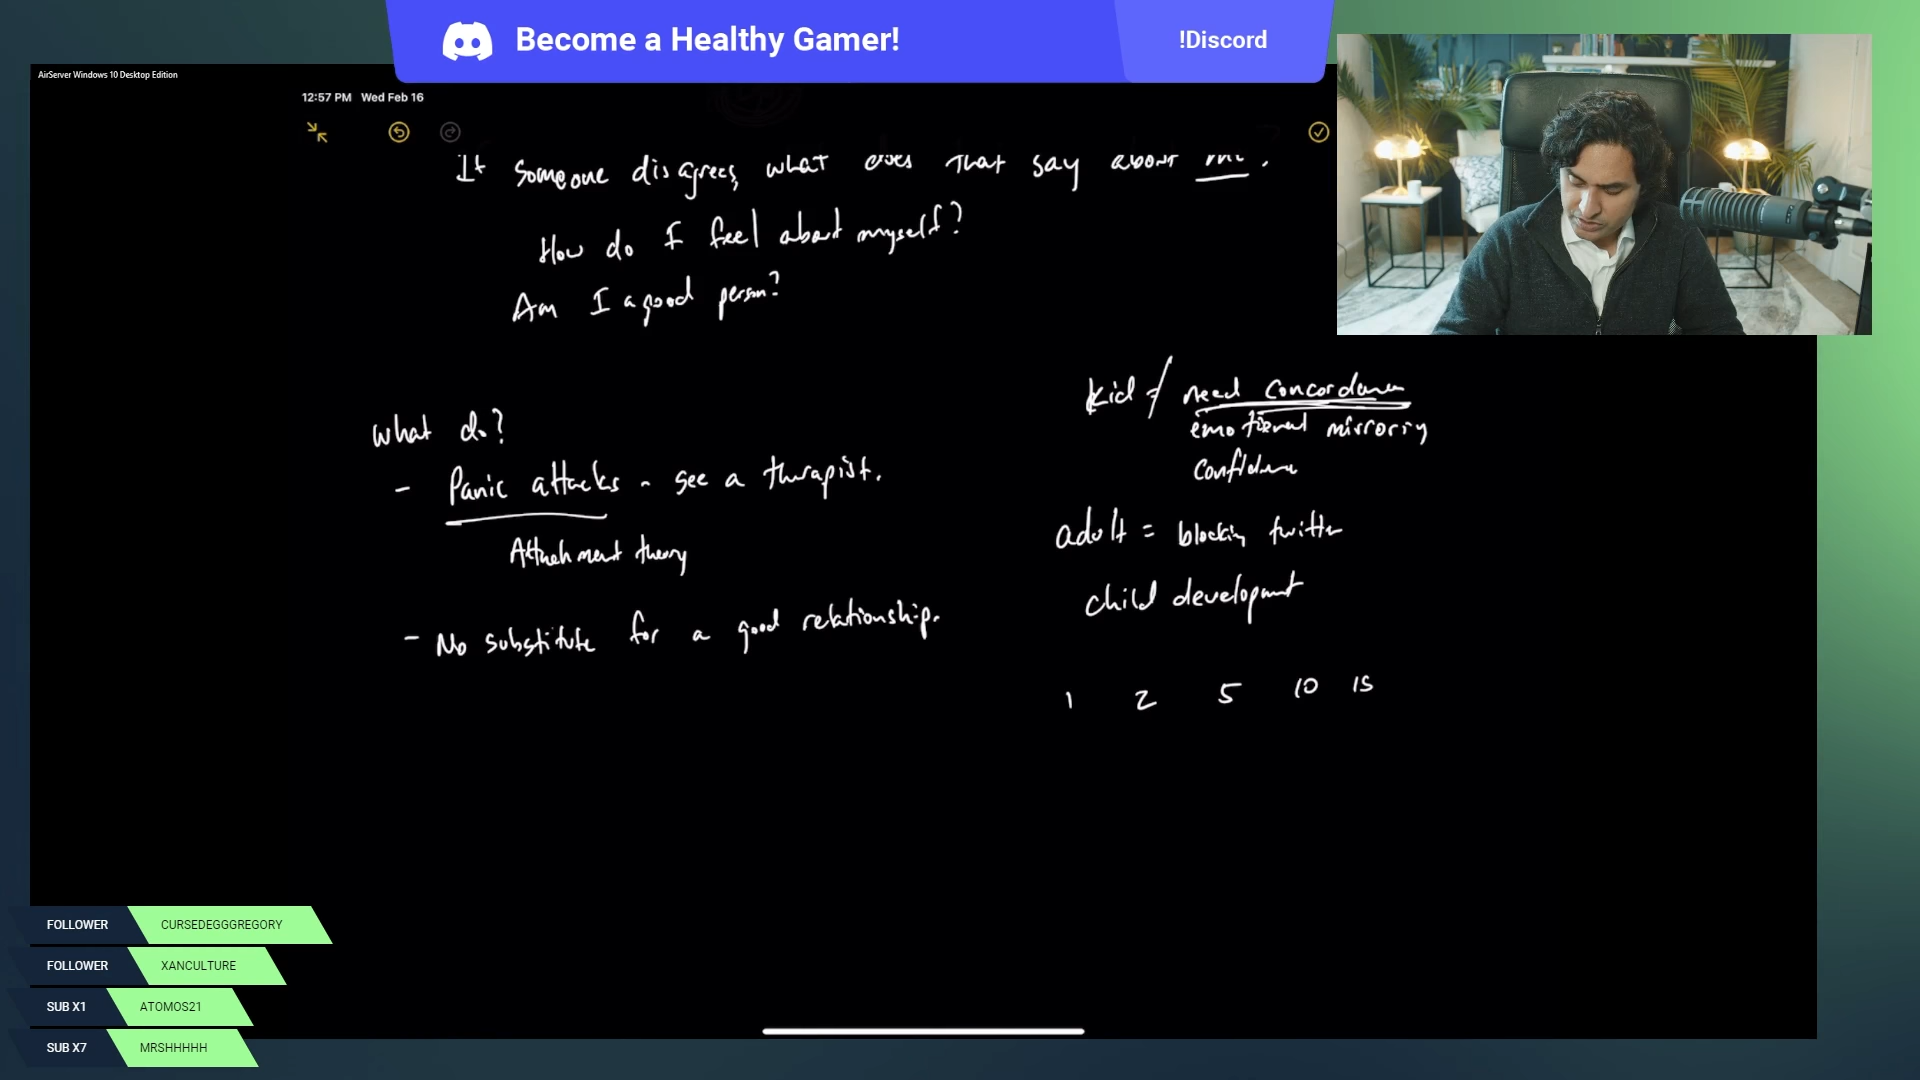 Become a Healthy Gamer!
!Discord
AirServer Windows 10 Desktop Edition
12:57 PM Wed Feb 16
If someone disagrees, what does that say about me.
How do I feel about myself?
Am I a good person?
What do?
- Panic attacks - see a therapist.
Attachment theory
- No substitute for a good relationship.
kid = need concordance
emotional mirroring
confidence
adult = blocking twitter
child development
1 2 5 10 15
FOLLOWER CURSEDEGGGREGORY
FOLLOWER XANCULTURE
SUB X1 ATOMOS21
SUB X7 MRSHHHHH